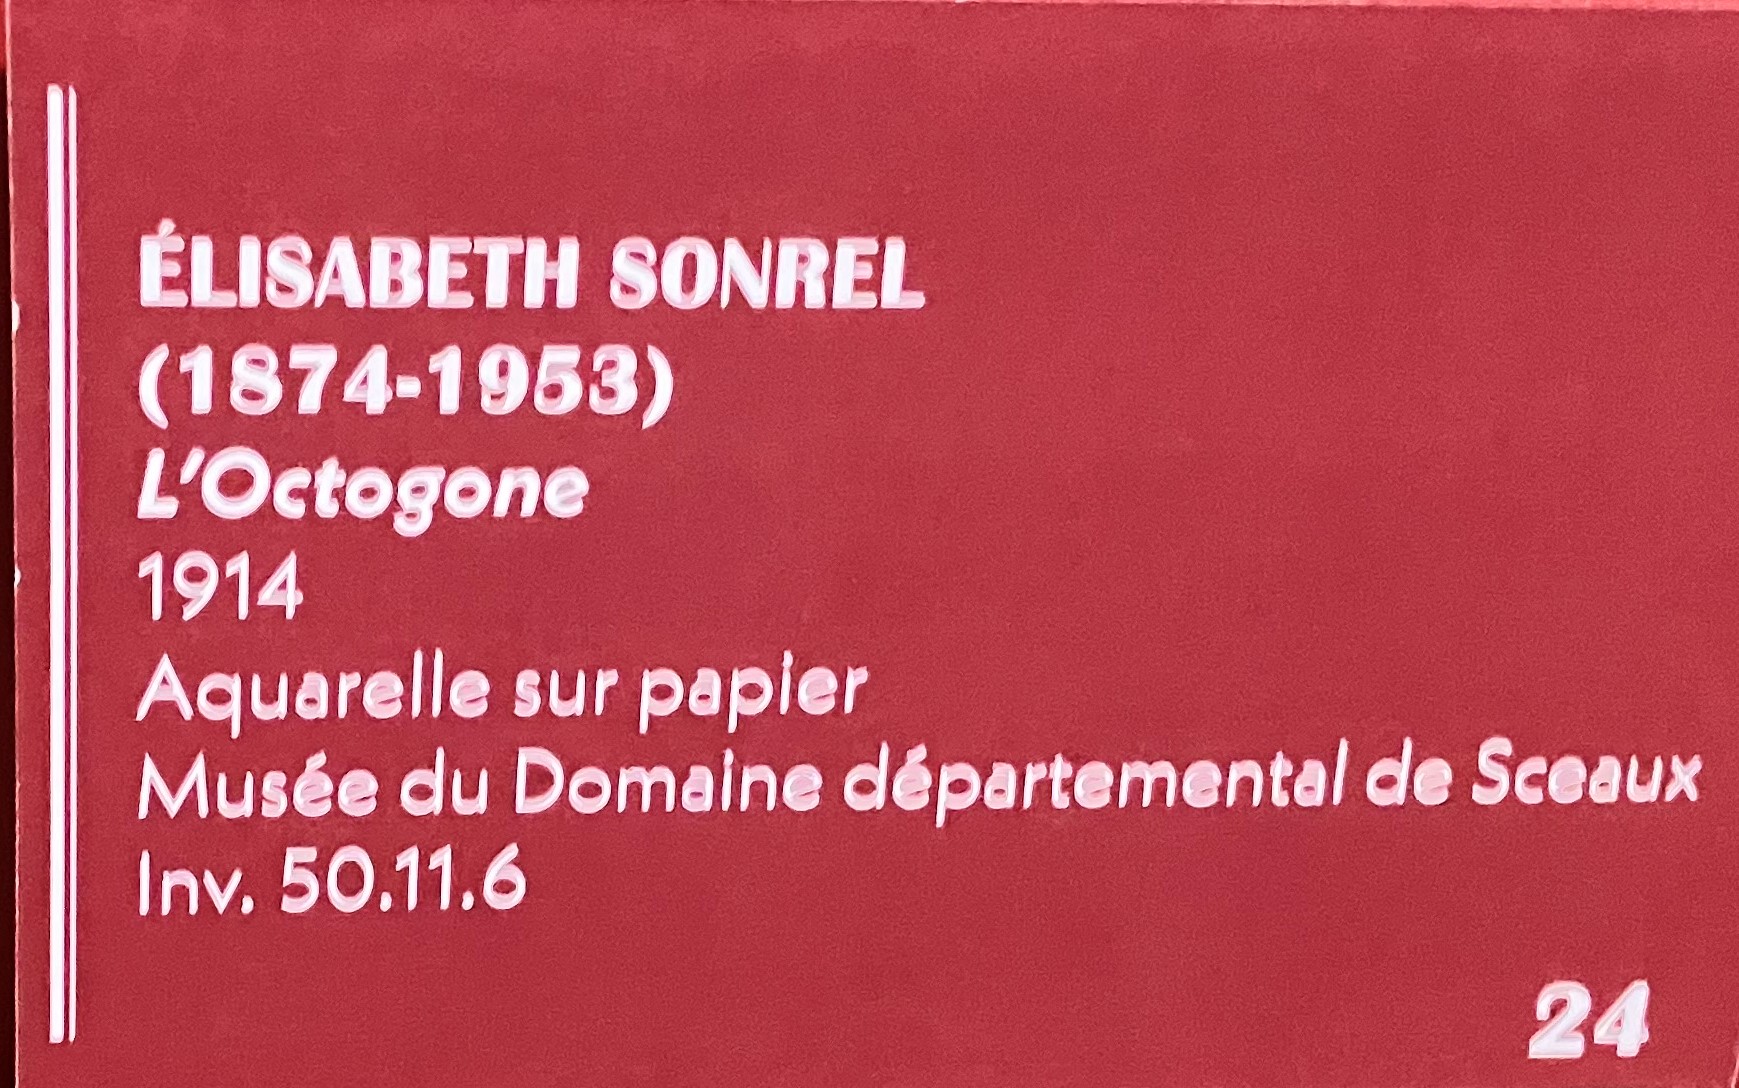 ÉLISABETH SONREL
(1874-1953)
L'Octogone
1914
Aquarelle sur papier
Musée du Domaine départemental de Sceaux
Inv. 50.11.6
24